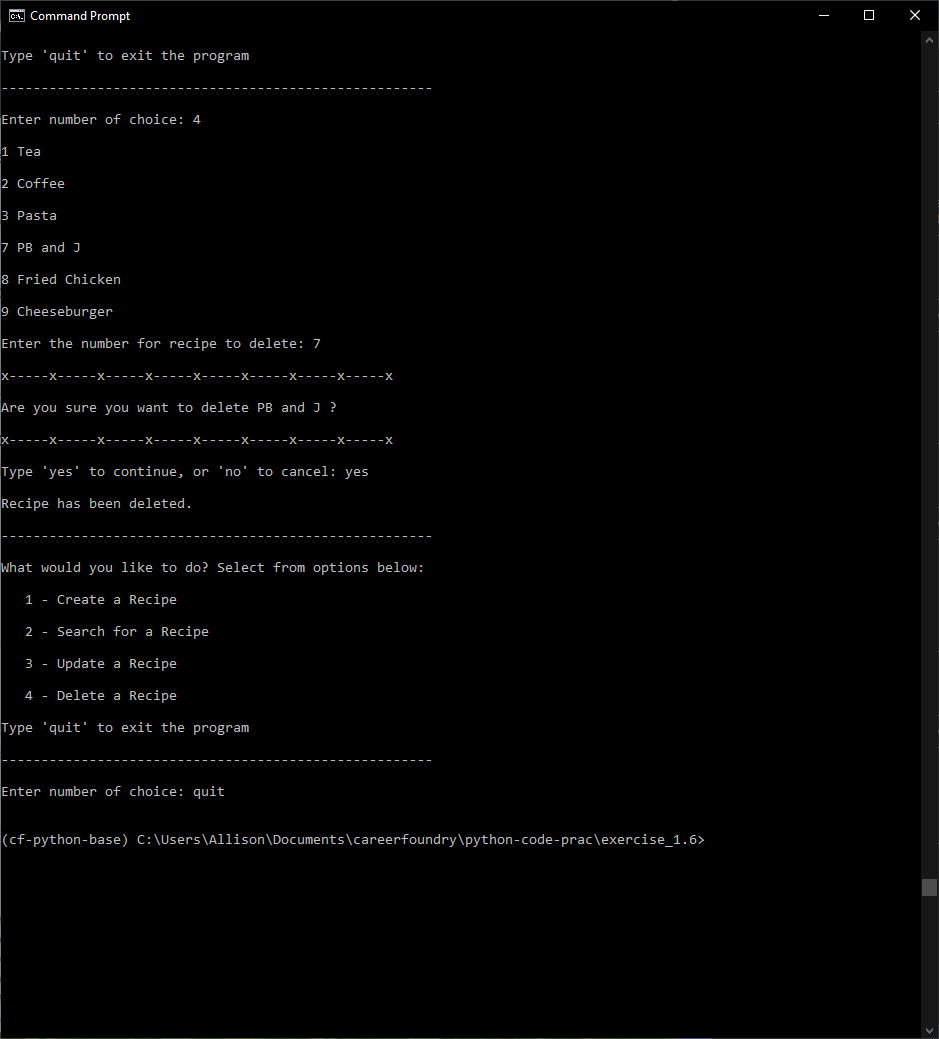 Command Prompt
Type 'quit' to exit the program
------------------------------------------------------
Enter number of choice: 4
1 Tea
2 Coffee
3 Pasta
7 PB and J
8 Fried Chicken
9 Cheeseburger
Enter the number for recipe to delete: 7
x-----x-----x-----x-----x-----x-----x-----x-----x
Are you sure you want to delete PB and J ?
x-----x-----x-----x-----x-----x-----x-----x-----x
Type 'yes' to continue, or 'no' to cancel: yes
Recipe has been deleted.
------------------------------------------------------
What would you like to do? Select from options below:
   1 - Create a Recipe
   2 - Search for a Recipe
   3 - Update a Recipe
   4 - Delete a Recipe
Type 'quit' to exit the program
------------------------------------------------------
Enter number of choice: quit
(cf-python-base) C:\Users\Allison\Documents\careerfoundry\python-code-prac\exercise_1.6>